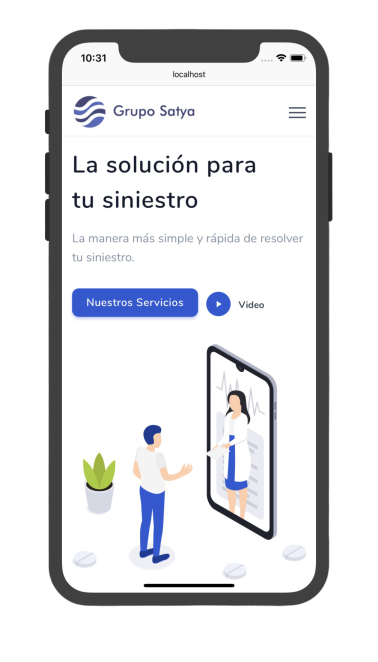 10:31
localhost
Grupo Satya
La solución para
tu siniestro
La manera más simple y rápida de resolver
tu siniestro.
Nuestros Servicios
Video